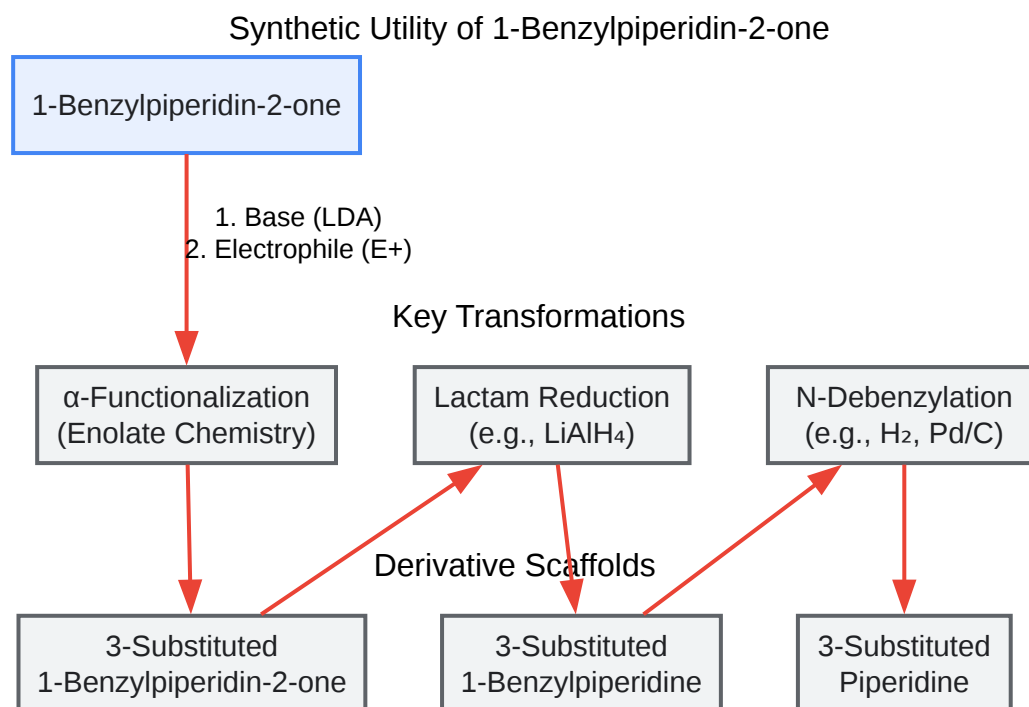 Synthetic Utility of 1-Benzylpiperidin-2-one
1-Benzylpiperidin-2-one
1. Base (LDA)
2. Electrophile (E+)
Key Transformations
α-Functionalization
(Enolate Chemistry)
Lactam Reduction
(e.g., LiAlH₄)
N-Debenzylation
(e.g., H₂, Pd/C)
Derivative Scaffolds
3-Substituted
1-Benzylpiperidin-2-one
3-Substituted
1-Benzylpiperidine
3-Substituted
Piperidine